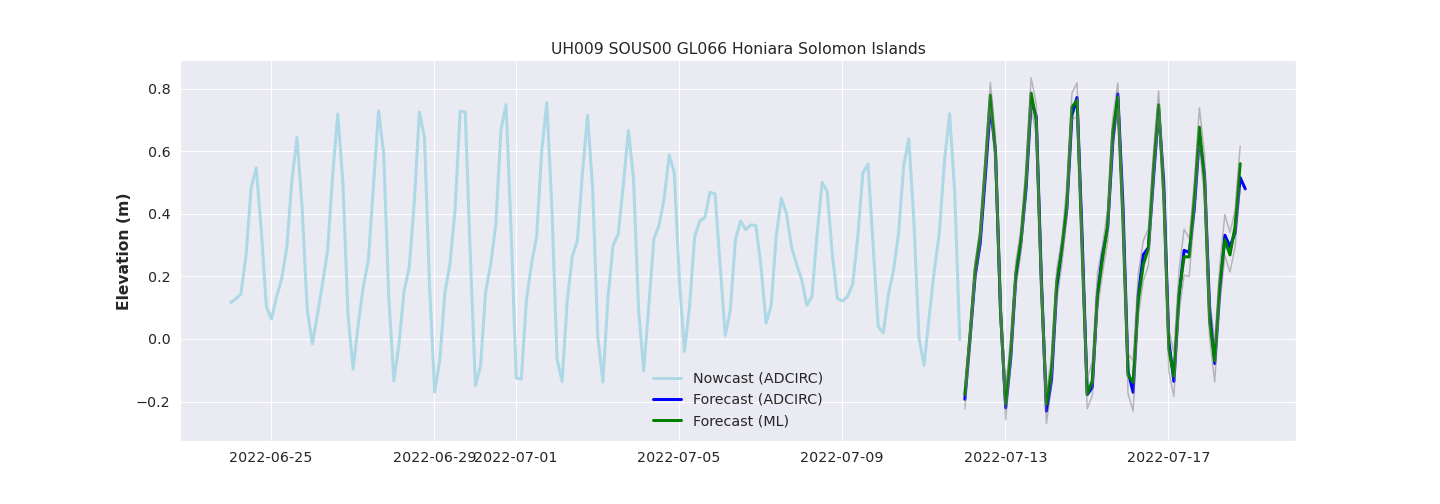 UH009 SOUS00 GL066 Honiara Solomon Islands
Elevation (m)
0.8
0.6
0.4
0.2
0.0
−0.2
Nowcast (ADCIRC)
Forecast (ADCIRC)
Forecast (ML)
2022-06-25 2022-06-29 2022-07-01 2022-07-05 2022-07-09 2022-07-13 2022-07-17